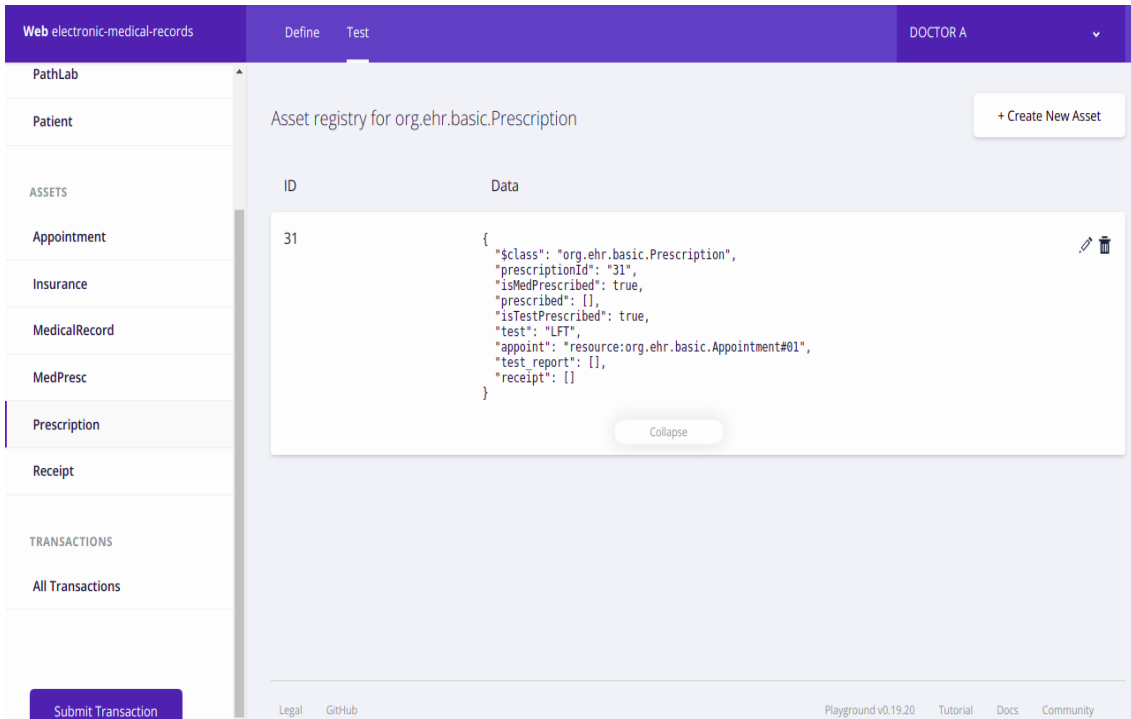 Web electronic-medical-records
Define Test
DOCTOR A
PathLab
Patient
ASSETS
Appointment
Insurance
MedicalRecord
MedPresc
Prescription
Receipt
TRANSACTIONS
All Transactions
Submit Transaction
Asset registry for org.ehr.basic.Prescription
+ Create New Asset
ID Data
31
{
"$class": "org.ehr.basic.Prescription",
"prescriptionId": "31",
"isMedPrescribed": true,
"prescribed": [],
"isTestPrescribed": true,
"test": "LFT",
"appoint": "resource:org.ehr.basic.Appointment#01",
"test_report": [],
"receipt": []
}
Collapse
Legal GitHub
Playground v0.19.20 Tutorial Docs Community